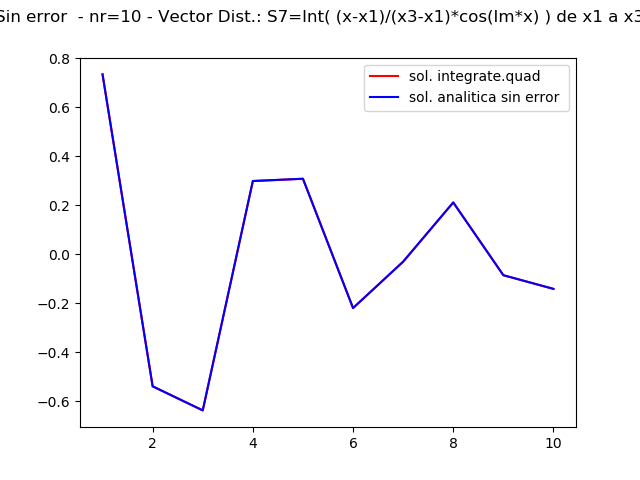 Sin error - nr=10 - Vector Dist.: S7=Int( (x-x1)/(x3-x1)*cos(lm*x) ) de x1 a x3
sol. integrate.quad
sol. analitica sin error
0.8
0.6
0.4
0.2
0.0
−0.2
−0.4
−0.6
2 4 6 8 10